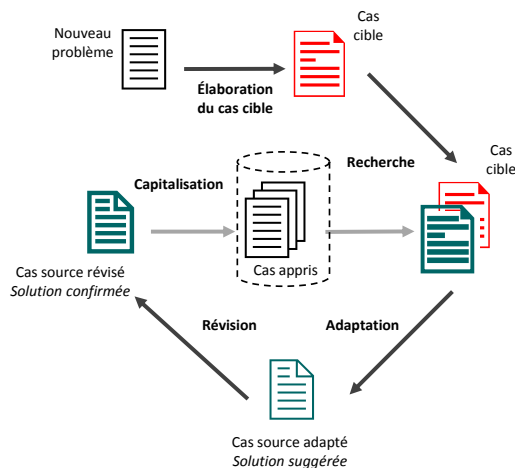 Nouveau
problème
Cas
cible
Élaboration
du cas cible
Cas
cible
Recherche
Capitalisation
Cas appris
Cas source révisé
Solution confirmée
Révision
Adaptation
Cas source adapté
Solution suggérée